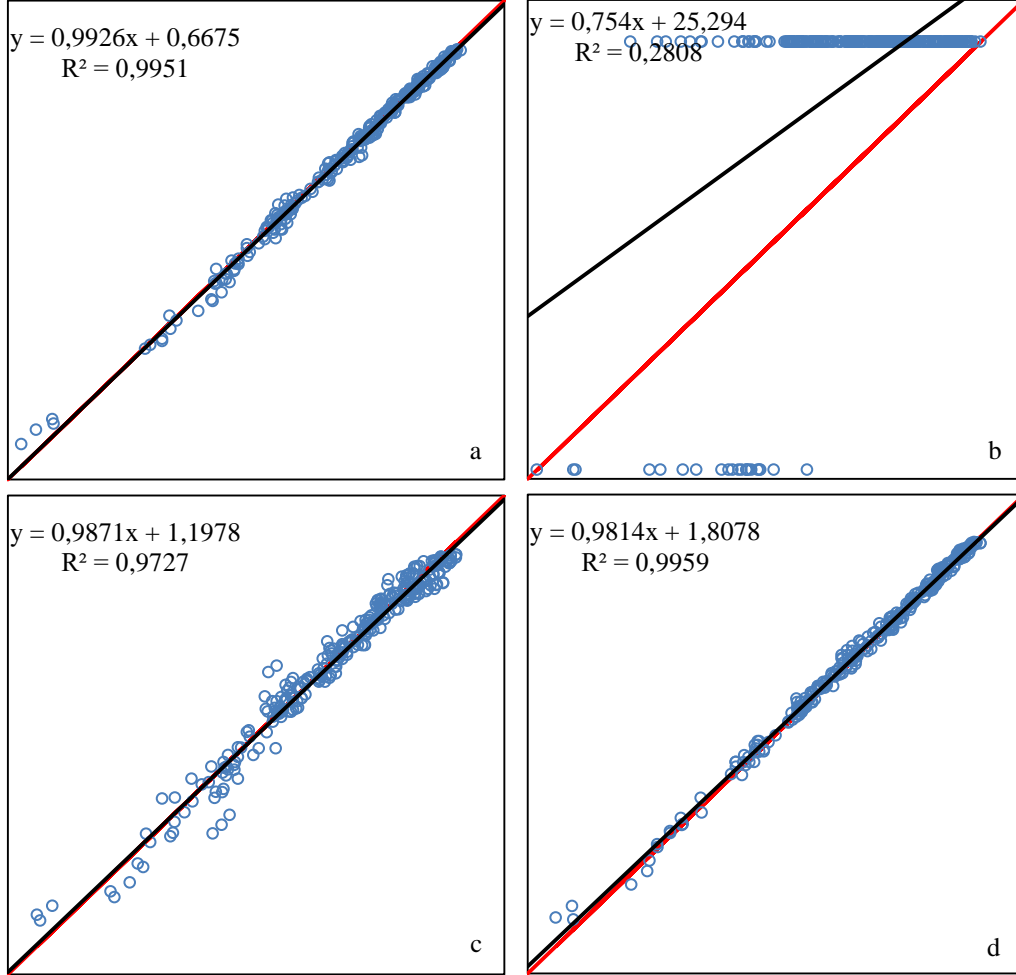 y = 0,9926x + 0,6675
R² = 0,9951
a
y = 0,754x + 25,294
R² = 0,2808
b
y = 0,9871x + 1,1978
R² = 0,9727
c
y = 0,9814x + 1,8078
R² = 0,9959
d